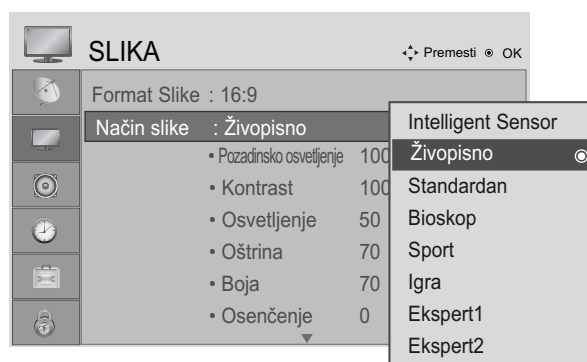 SLIKA
Premesti OK
Format Slike : 16:9
Način slike : Živopisno
• Pozadinsko osvetljenje 100
• Kontrast 100
• Osvetljenje 50
• Oštrina 70
• Boja 70
• Osenčenje 0
Intelligent Sensor
Živopisno
Standardan
Bioskop
Sport
Igra
Ekspert1
Ekspert2